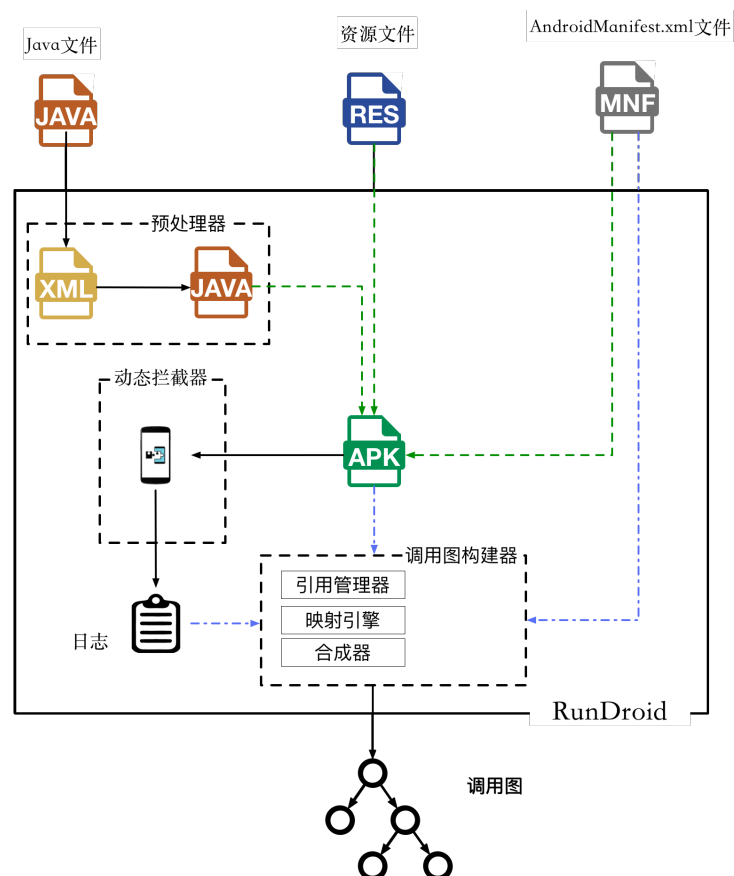 Java文件
资源文件
AndroidManifest.xml文件
JAVA
RES
MNF
预处理器
XML
JAVA
动态拦截器
APK
调用图构建器
引用管理器
映射引擎
合成器
日志
RunDroid
调用图